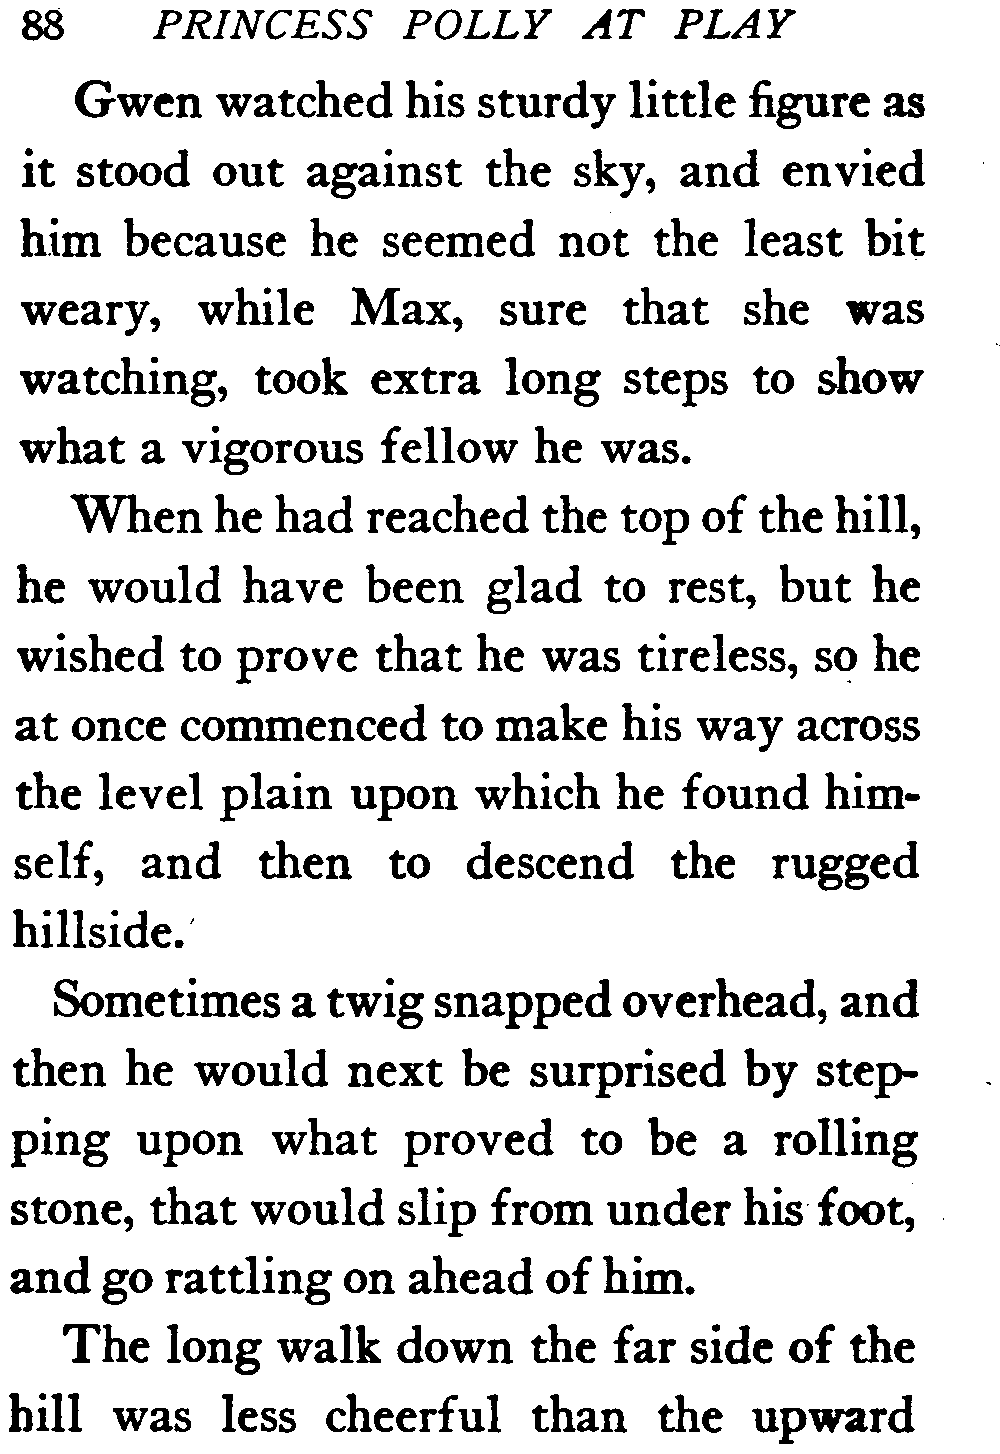 88 PRINCESS POLLY AT PLAY
Gwen watched his sturdy little figure as
it stood out against the sky, and envied
him because he seemed not the least bit
weary, while Max, sure that she was
watching, took extra long steps to show
what a vigorous fellow he was.
When he had reached the top of the hill,
he would have been glad to rest, but he
wished to prove that he was tireless, so he
at once commenced to make his way across
the level plain upon which he found him-
self, and then to descend the rugged
hillside.
Sometimes a twig snapped overhead, and
then he would next be surprised by step-
ping upon what proved to be a rolling
stone, that would slip from under his foot,
and go rattling on ahead of him.
The long walk down the far side of the
hill was less cheerful than the upward